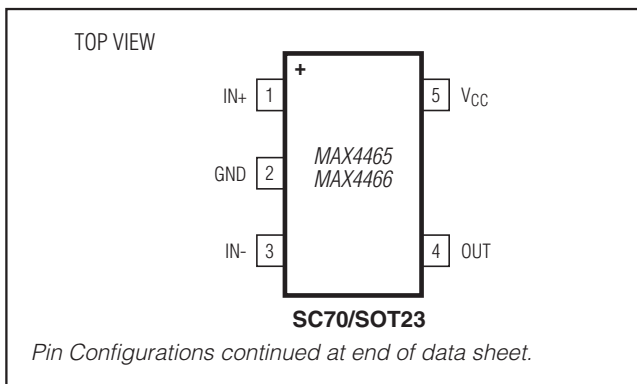 TOP VIEW
+
IN+ 1
5 VCC
MAX4465
GND 2
MAX4466
IN- 3
4 OUT
SC70/SOT23
Pin Configurations continued at end of data sheet.